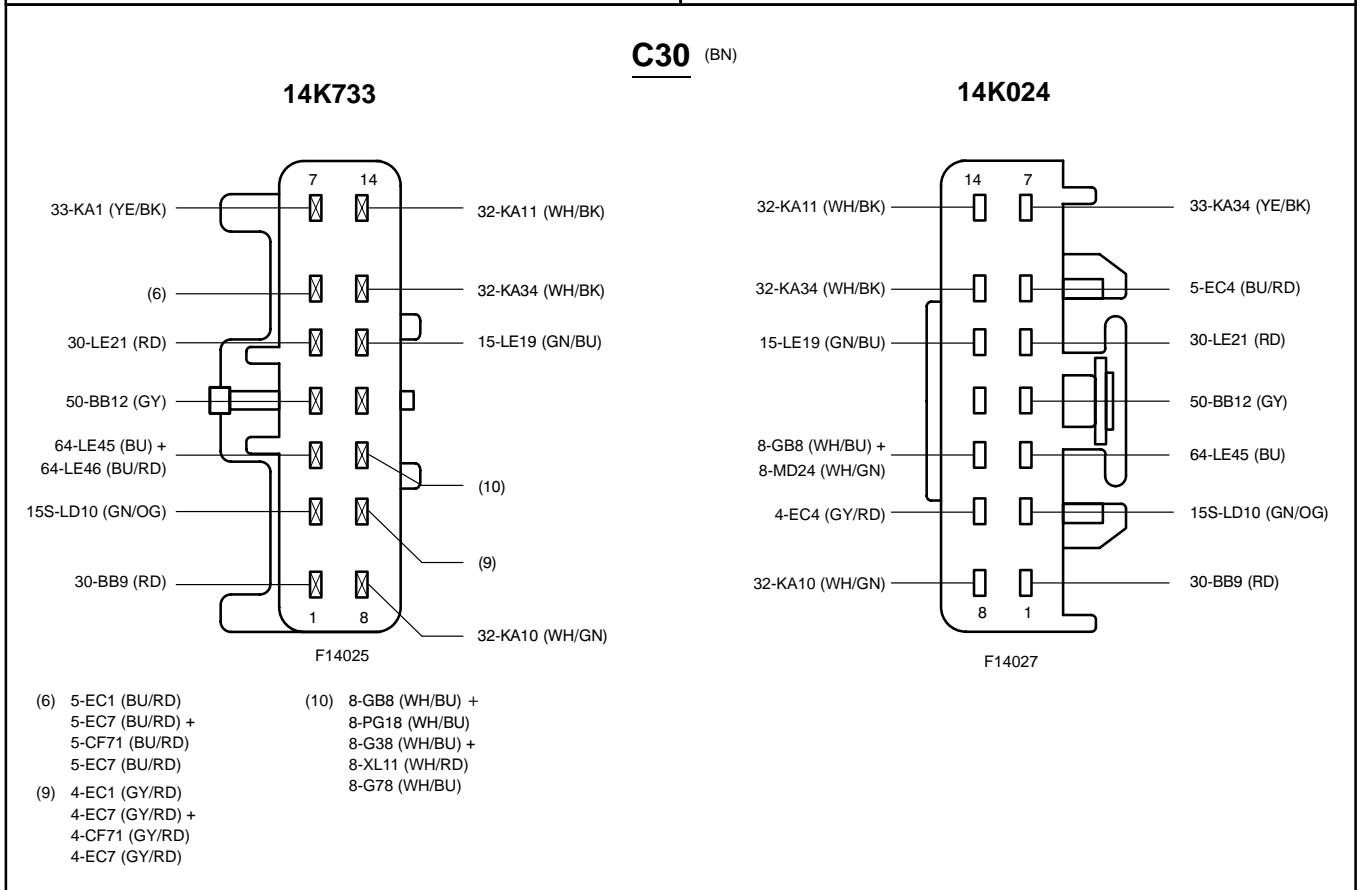 C30 (BN)
14K733
14K024
7 14
33-KA1 (YE/BK)
32-KA11 (WH/BK)
(6)
32-KA34 (WH/BK)
30-LE21 (RD)
15-LE19 (GN/BU)
50-BB12 (GY)
64-LE45 (BU) +
64-LE46 (BU/RD)
(10)
15S-LD10 (GN/OG)
(9)
30-BB9 (RD)
32-KA10 (WH/GN)
1 8
F14025
14 7
32-KA11 (WH/BK)
33-KA34 (YE/BK)
32-KA34 (WH/BK)
5-EC4 (BU/RD)
15-LE19 (GN/BU)
30-LE21 (RD)
50-BB12 (GY)
8-GB8 (WH/BU) +
8-MD24 (WH/GN)
64-LE45 (BU)
4-EC4 (GY/RD)
15S-LD10 (GN/OG)
32-KA10 (WH/GN)
30-BB9 (RD)
8 1
F14027
(6) 5-EC1 (BU/RD)
5-EC7 (BU/RD) +
5-CF71 (BU/RD)
5-EC7 (BU/RD)
(9) 4-EC1 (GY/RD)
4-EC7 (GY/RD) +
4-CF71 (GY/RD)
4-EC7 (GY/RD)
(10) 8-GB8 (WH/BU) +
8-PG18 (WH/BU)
8-G38 (WH/BU) +
8-XL11 (WH/RD)
8-G78 (WH/BU)